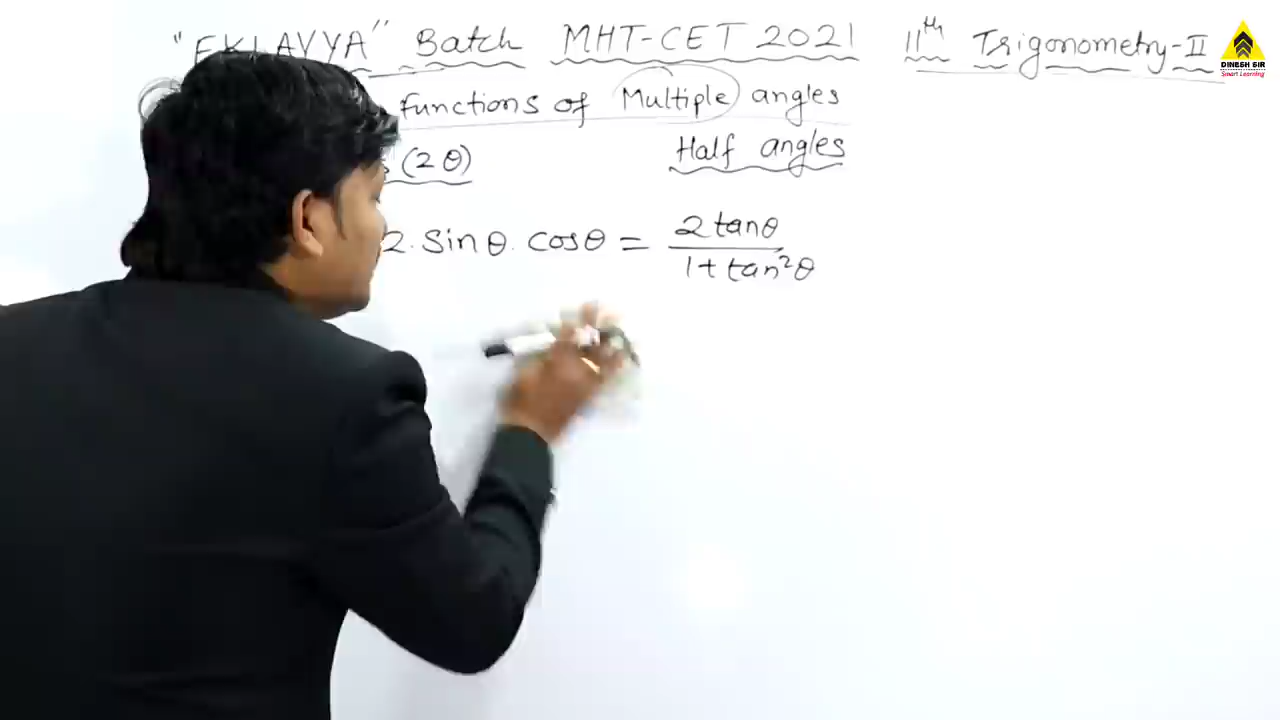 "EKLAVYA" Batch MHT-CET 2021 11th Trigonometry-II
DINESH SIR
Smart Learning
functions of Multiple angles
(2θ) Half angles
2·sinθ·cosθ = 2tanθ / 1+tan²θ